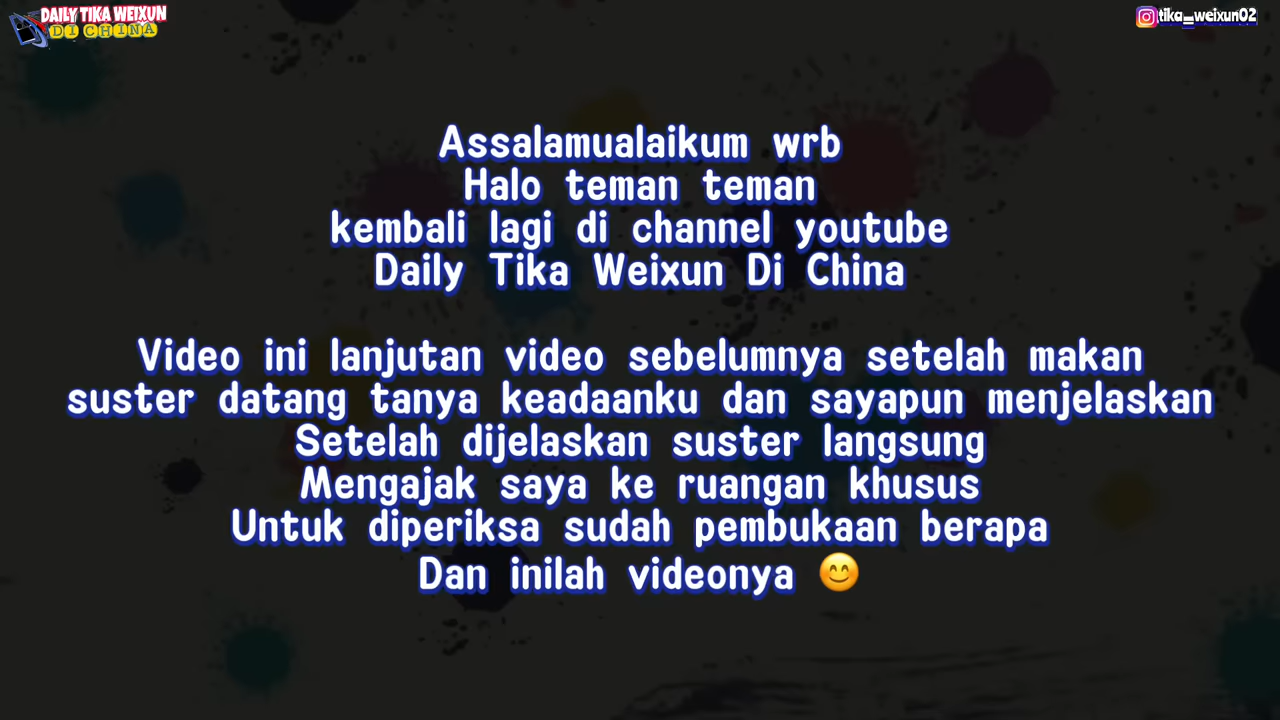 DAILY TIKA WEIXUN
DI CHINA
tika_weixun02
Assalamualaikum wrb
Halo teman teman
kembali lagi di channel youtube
Daily Tika Weixun Di China
Video ini lanjutan video sebelumnya setelah makan
suster datang tanya keadaanku dan sayapun menjelaskan
Setelah dijelaskan suster langsung
Mengajak saya ke ruangan khusus
Untuk diperiksa sudah pembukaan berapa
Dan inilah videonya 😊